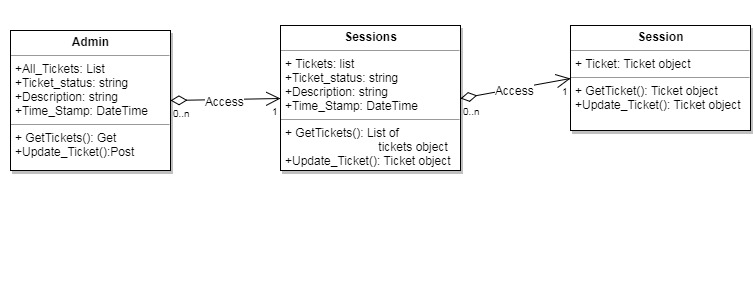 Admin
+All_Tickets: List
+Ticket_status: string
+Description: string
+Time_Stamp: DateTime
+ GetTickets(): Get
+Update_Ticket():Post
0..n
Access
1
Sessions
+ Tickets: list
+Ticket_status: string
+Description: string
+Time_Stamp: DateTime
+ GetTickets(): List of
tickets object
+Update_Ticket(): Ticket object
0..n
Access
1
Session
+ Ticket: Ticket object
+ GetTicket(): Ticket object
+Update_Ticket(): Ticket object